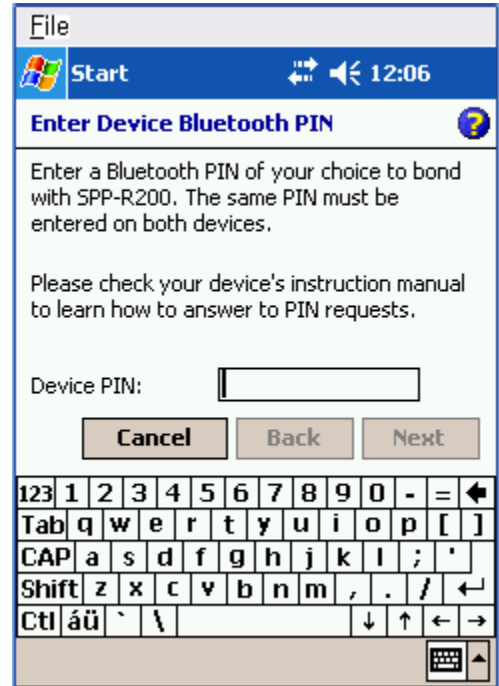 File
Start 12:06
Enter Device Bluetooth PIN ?
Enter a Bluetooth PIN of your choice to bond
with SPP-R200. The same PIN must be
entered on both devices.
Please check your device's instruction manual
to learn how to answer to PIN requests.
Device PIN:
Cancel Back Next
123 1 2 3 4 5 6 7 8 9 0 - = 🡸
Tab q w e r t y u i o p [ ]
CAP a s d f g h j k l ; '
Shift z x c v b n m , . / ↵
Ctl áü ` \ ↓ ↑ ← →